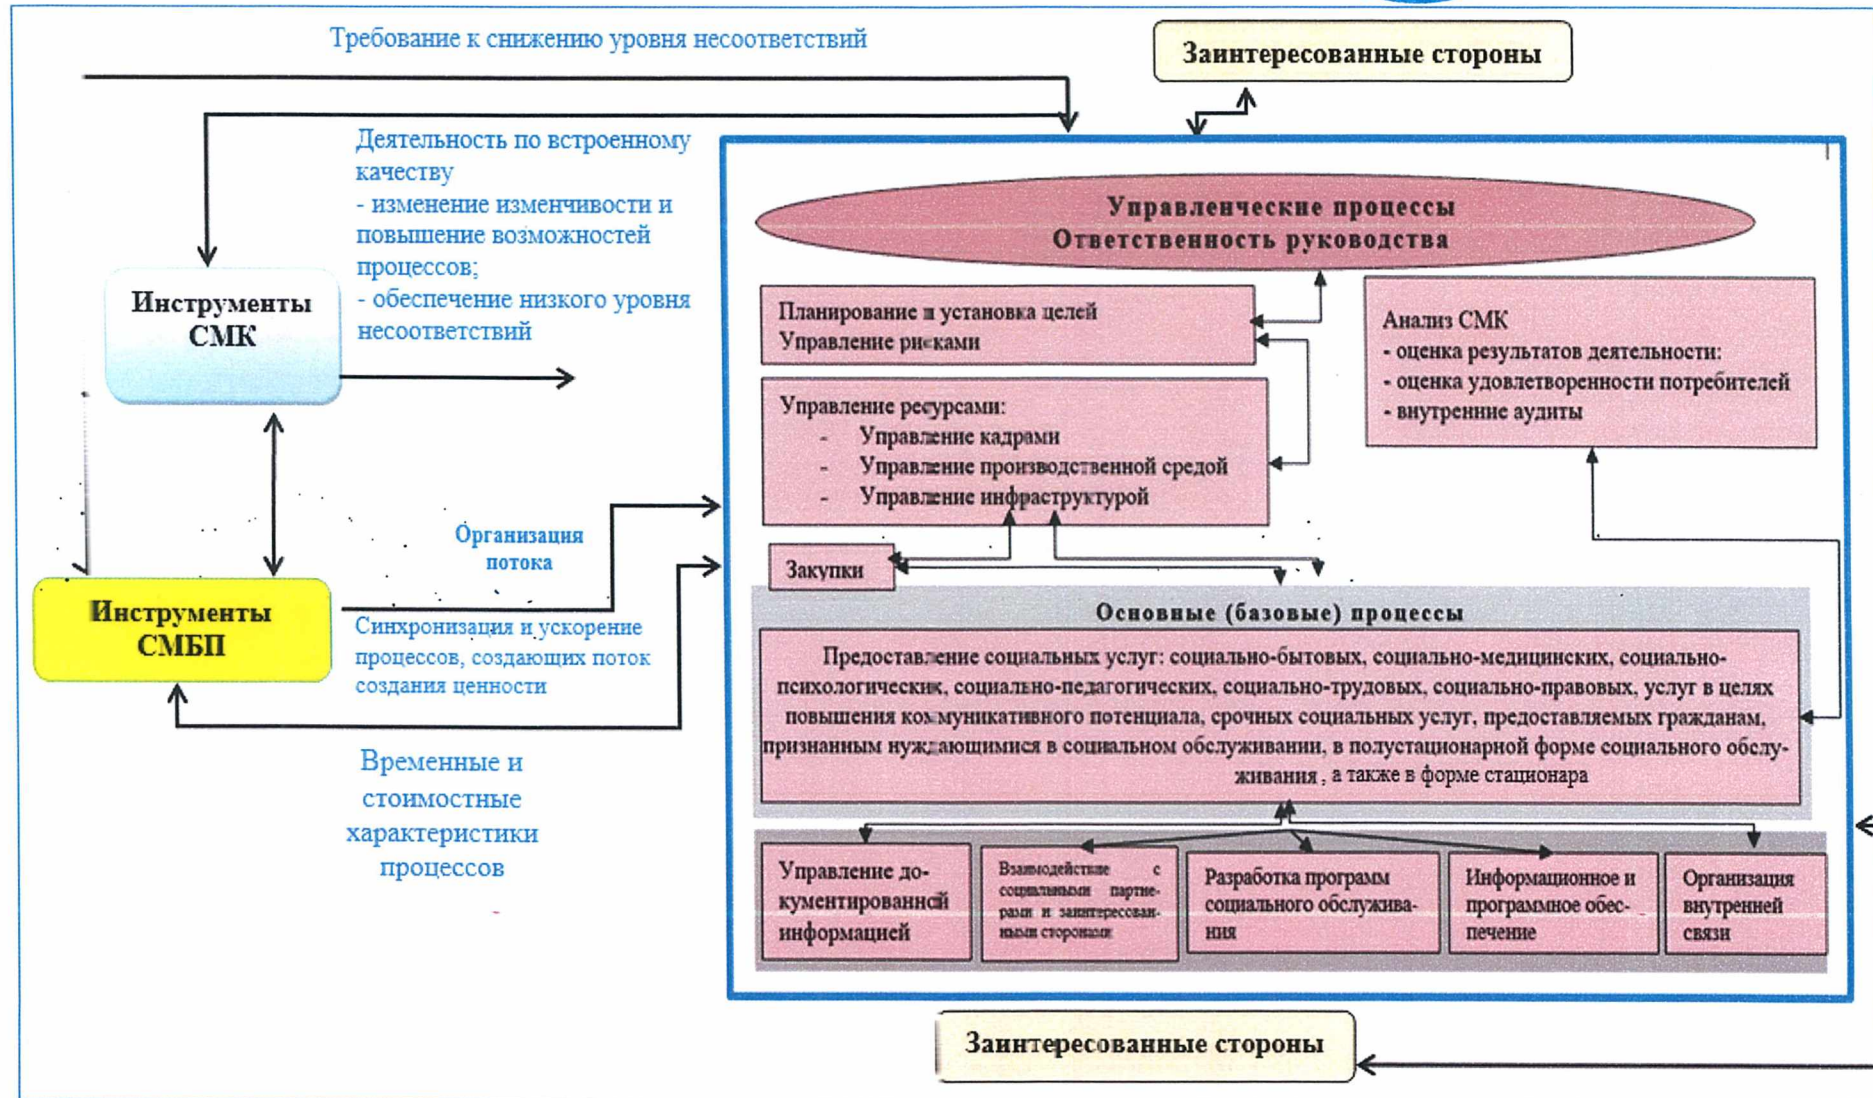 Требование к снижению уровня несоответствий
Заинтересованные стороны
Деятельность по встроенному
качеству
- изменение изменчивости и
повышение возможностей
процессов;
- обеспечение низкого уровня
несоответствий
Инструменты
СМК
Организация
потока
Инструменты
СМБП
Синхронизация и ускорение
процессов, создающих поток
создания ценности
Временные и
стоимостные
характеристики
процессов
Управленческие процессы
Ответственность руководства
Планирование и установка целей
Управление рисками
Анализ СМК
- оценка результатов деятельности:
- оценка удовлетворенности потребителей
- внутренние аудиты
Управление ресурсами:
- Управление кадрами
- Управление производственной средой
- Управление инфраструктурой
Закупки
Основные (базовые) процессы
Предоставление социальных услуг: социально-бытовых, социально-медицинских, социально-
психологических, социально-педагогических, социально-трудовых, социально-правовых, услуг в целях
повышения коммуникативного потенциала, срочных социальных услуг, предоставляемых гражданам,
признанным нуждающимися в социальном обслуживании, в полустационарной форме социального обслу-
живания, а также в форме стационара
Управление до-
кументированной
информацией
Взаимодействие с
социальными партне-
рами и заинтересован-
ными сторонами
Разработка программ
социального обслужива-
ния
Информационное и
программное обес-
печение
Организация
внутренней
связи
Заинтересованные стороны